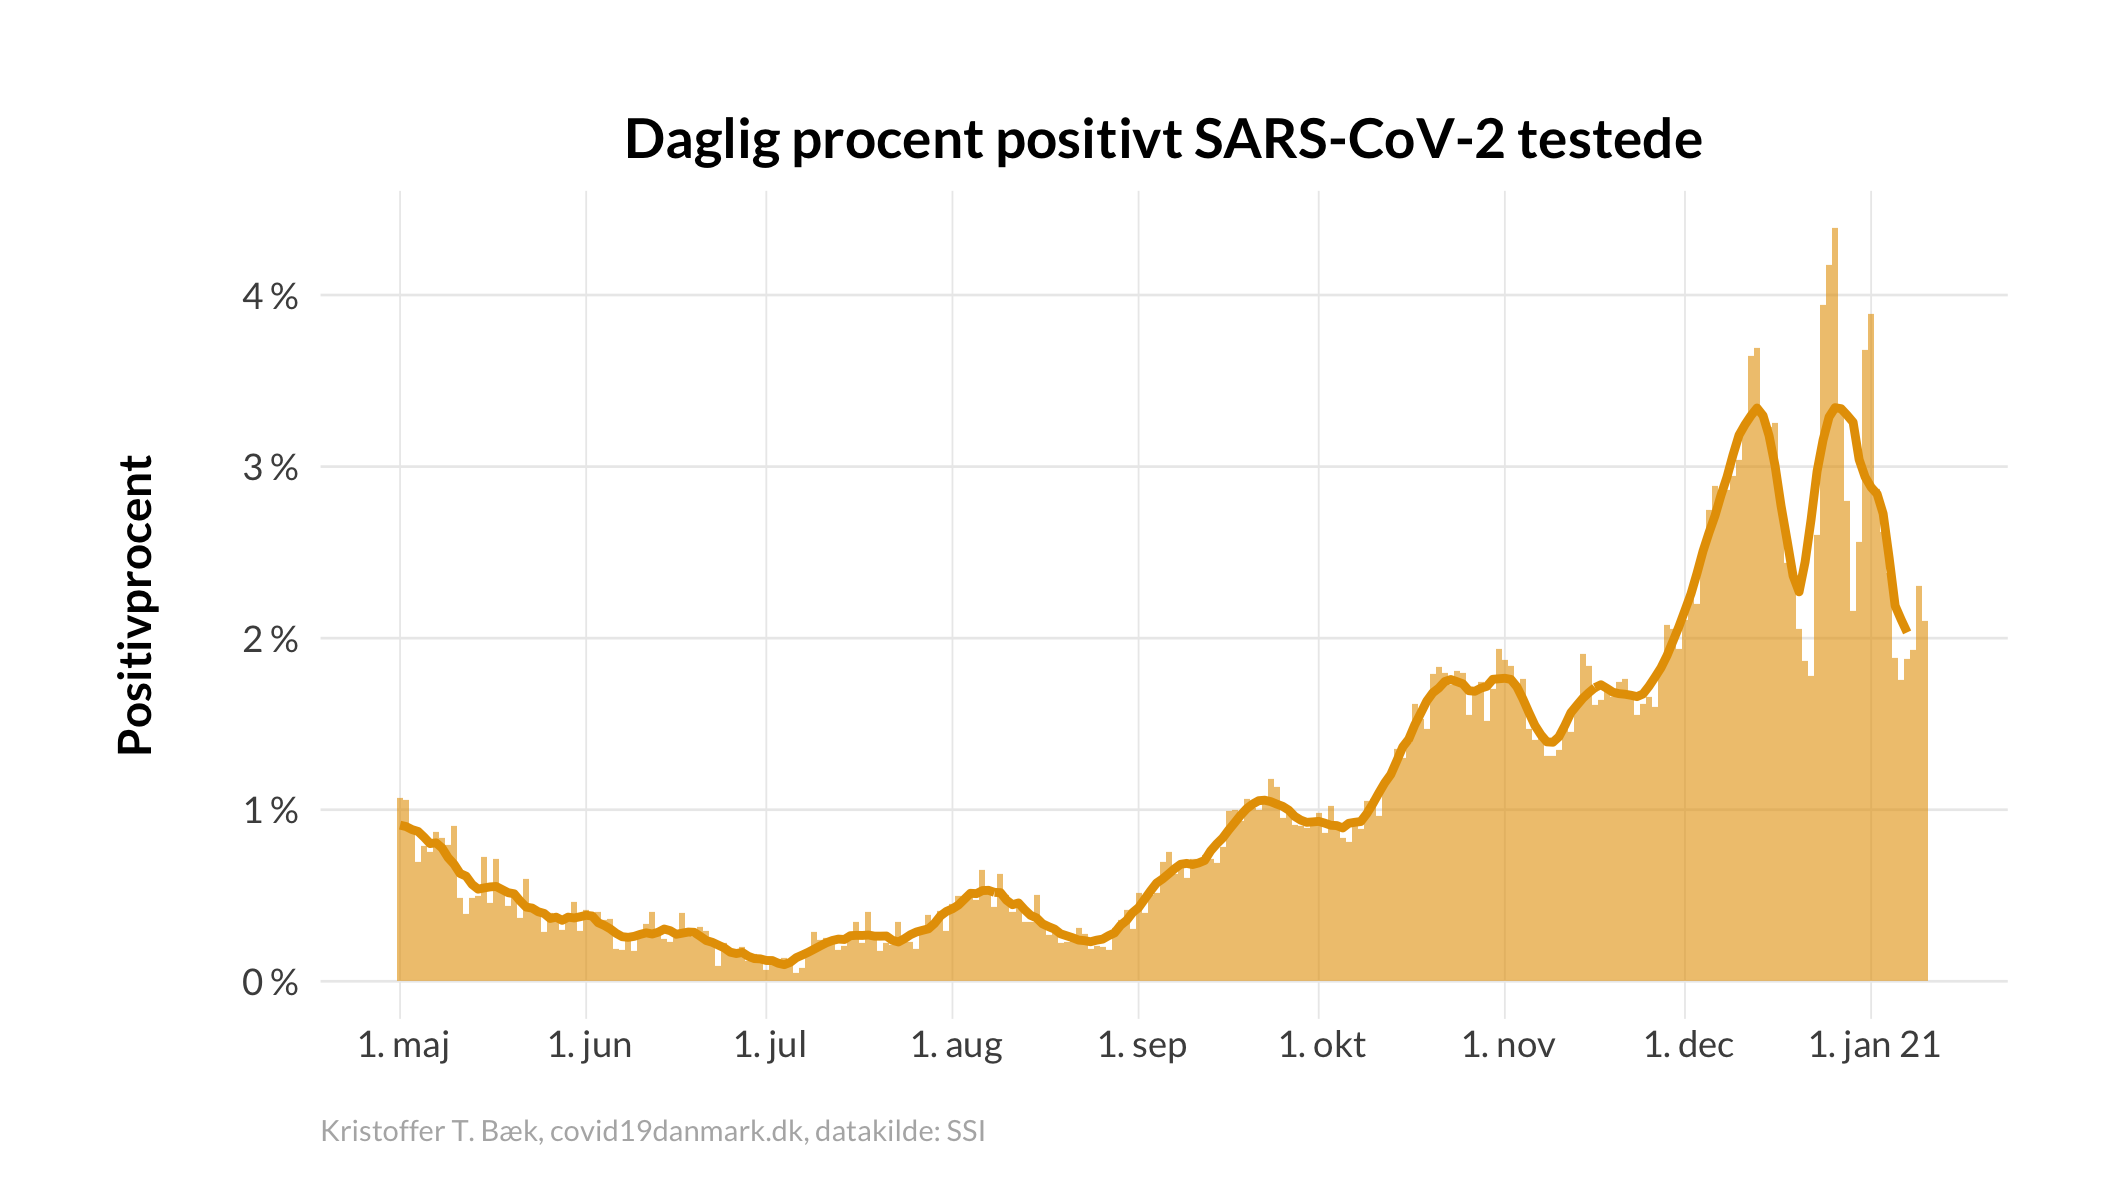 Daglig procent positivt SARS-CoV-2 testede
Positivprocent
4 %
3 %
2 %
1 %
0 %
1. maj 1. jun 1. jul 1. aug 1. sep 1. okt 1. nov 1. dec 1. jan 21
Kristoffer T. Bæk, covid19danmark.dk, datakilde: SSI